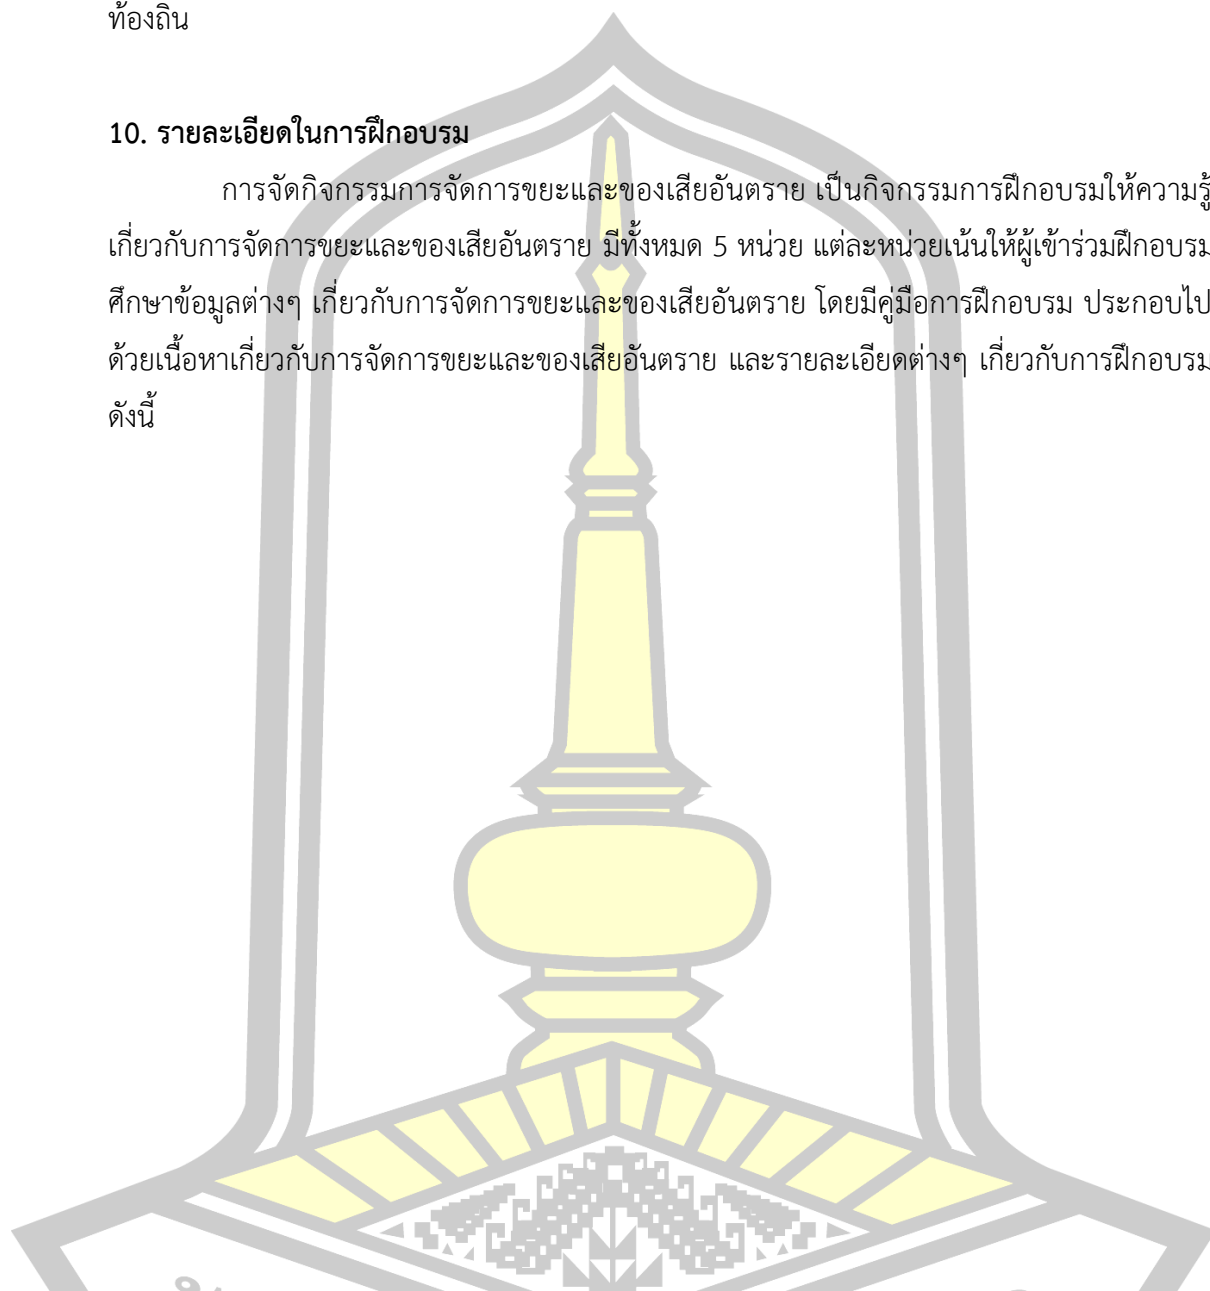 ท้องถิ่น
10. รายละเอียดในการฝึกอบรม
การจัดกิจกรรมการจัดการขยะและของเสียอันตราย เป็นกิจกรรมการฝึกอบรมให้ความรู้
เกี่ยวกับการจัดการขยะและของเสียอันตราย มีทั้งหมด 5 หน่วย แต่ละหน่วยเน้นให้ผู้เข้าร่วมฝึกอบรม
ศึกษาข้อมูลต่างๆ เกี่ยวกับการจัดการขยะและของเสียอันตราย โดยมีคู่มือการฝึกอบรม ประกอบไป
ด้วยเนื้อหาเกี่ยวกับการจัดการขยะและของเสียอันตราย และรายละเอียดต่างๆ เกี่ยวกับการฝึกอบรม
ดังนี้